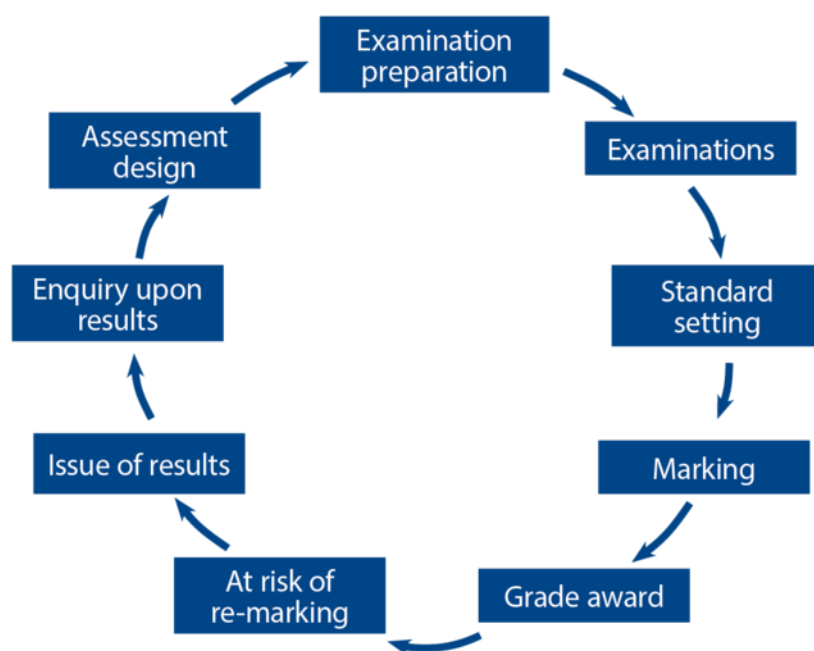 Examination
preparation
Examinations
Standard
setting
Marking
Grade award
At risk of
re-marking
Issue of results
Enquiry upon
results
Assessment
design